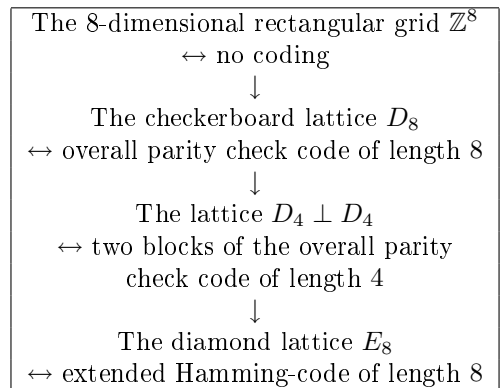 The 8-dimensional rectangular grid ℤ⁸
↔ no coding
↓
The checkerboard lattice D₈
↔ overall parity check code of length 8
↓
The lattice D₄ ⊥ D₄
↔ two blocks of the overall parity
check code of length 4
↓
The diamond lattice E₈
↔ extended Hamming-code of length 8